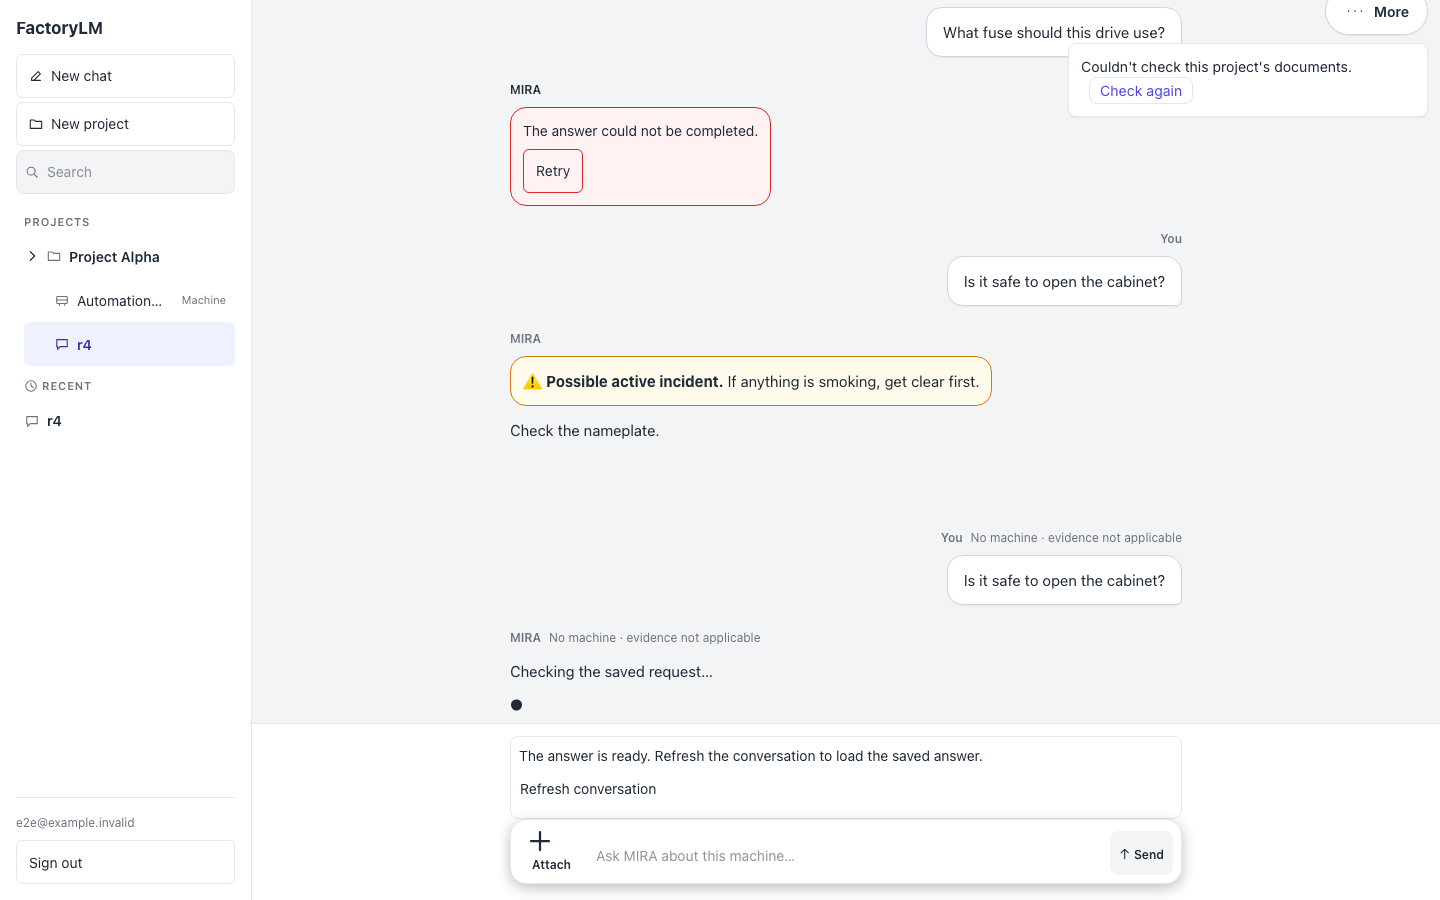 FactoryLM
New chat
New project
Search
PROJECTS
Project Alpha
Automation... Machine
r4
RECENT
r4
e2e@example.invalid
Sign out
··· More
What fuse should this drive use?
Couldn't check this project's documents.
Check again
MIRA
The answer could not be completed.
Retry
You
Is it safe to open the cabinet?
MIRA
⚠️ Possible active incident. If anything is smoking, get clear first.
Check the nameplate.
You No machine · evidence not applicable
Is it safe to open the cabinet?
MIRA No machine · evidence not applicable
Checking the saved request...
The answer is ready. Refresh the conversation to load the saved answer.
Refresh conversation
Attach
Ask MIRA about this machine...
↑ Send